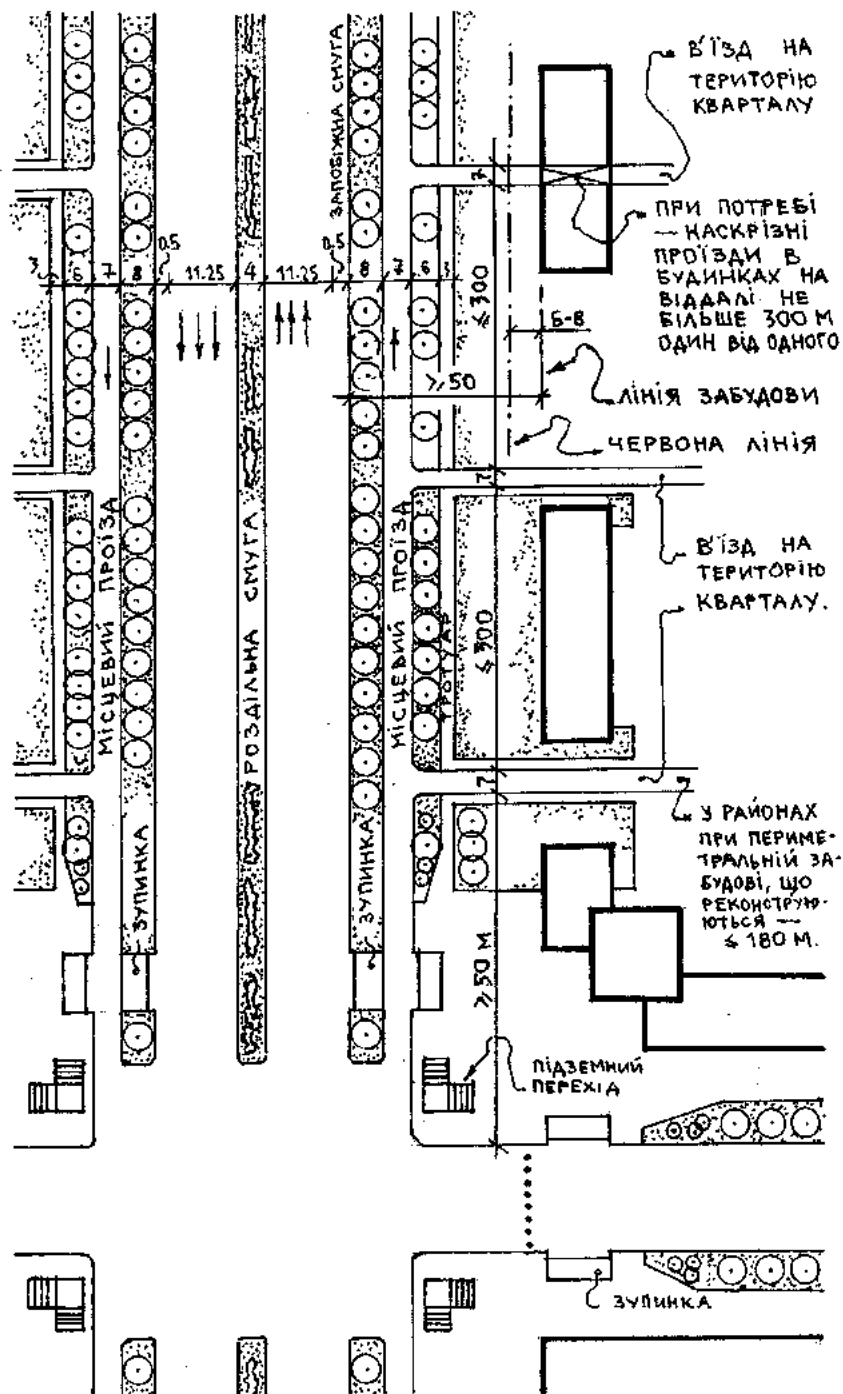 В'ЇЗД НА
ТЕРИТОРІЮ
КВАРТАЛУ
ЗАПОБІЖНА СМУГА
7
ПРИ ПОТРЕБІ
— НАСКРІЗНІ
ПРОЇЗДИ В
БУДИНКАХ НА
ВІДДАЛІ НЕ
БІЛЬШЕ 300 М
ОДИН ВІД ОДНОГО
3 6 7 8 0.5 11.25 4 11.25 0.5 8 7 6 3
≤300
6-8
≥50
ЛІНІЯ ЗАБУДОВИ
ЧЕРВОНА ЛІНІЯ
7
В'ЇЗД НА
ТЕРИТОРІЮ
КВАРТАЛУ.
МІСЦЕВИЙ ПРОЇЗД
РОЗДІЛЬНА СМУГА
МІСЦЕВИЙ ПРОЇЗД
ТРОТУАР
≤300
7
ЗУПИНКА
ЗУПИНКА
У РАЙОНАХ
ПРИ ПЕРИМЕ-
ТРАЛЬНІЙ ЗА-
БУДОВІ, ЩО
РЕКОНСТРУЮ-
ЮТЬСЯ —
≤ 180 М.
≥50 М
ПІДЗЕМНИЙ
ПЕРЕХІД
ЗУПИНКА